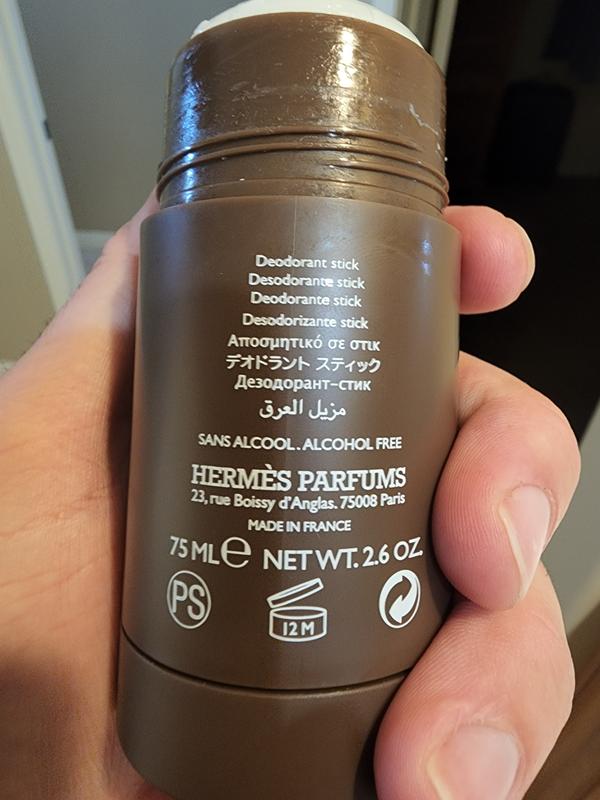 Deodorant stick
Desodorante stick
Deodorante stick
Desodorizante stick
Αποσμητικό σε στικ
デオドラント スティック
Дезодорант-стик
مزيل العرق
SANS ALCOOL. ALCOHOL FREE
HERMÈS PARFUMS
23, rue Boissy d'Anglas. 75008 Paris
MADE IN FRANCE
75 ML e NET WT. 2.6 OZ.
PS 12 M